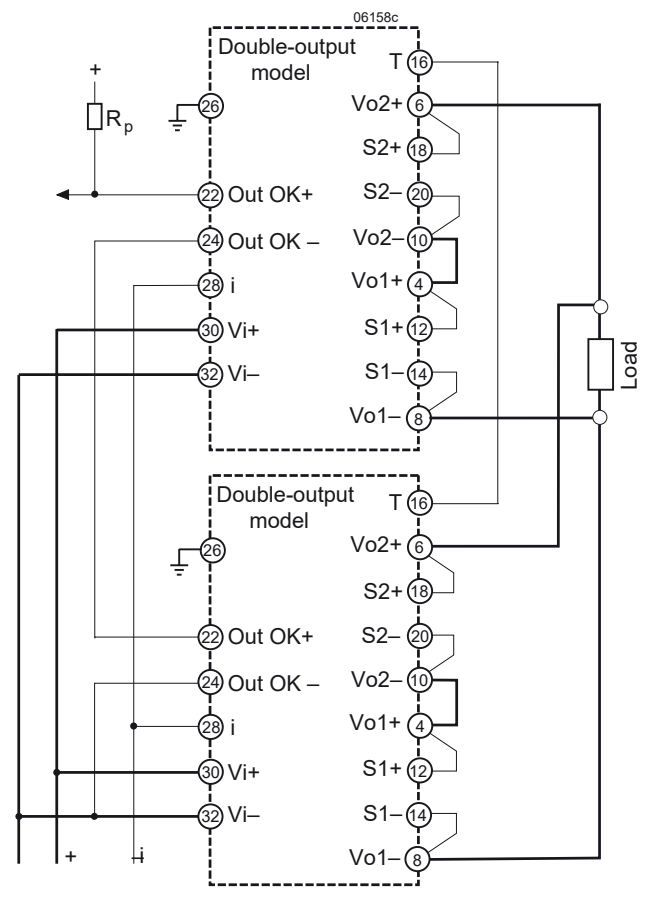 06158c
Double-output
model
T 16
+
Vo2+ 6
26
Rp
S2+ 18
22 Out OK+
S2– 20
24 Out OK –
Vo2– 10
28 i
Vo1+ 4
30 Vi+
S1+ 12
32 Vi–
S1– 14
Load
Vo1– 8
Double-output
model
T 16
26
Vo2+ 6
S2+ 18
22 Out OK+
S2– 20
24 Out OK –
Vo2– 10
28 i
Vo1+ 4
30 Vi+
S1+ 12
32 Vi–
S1– 14
+
–i
Vo1– 8